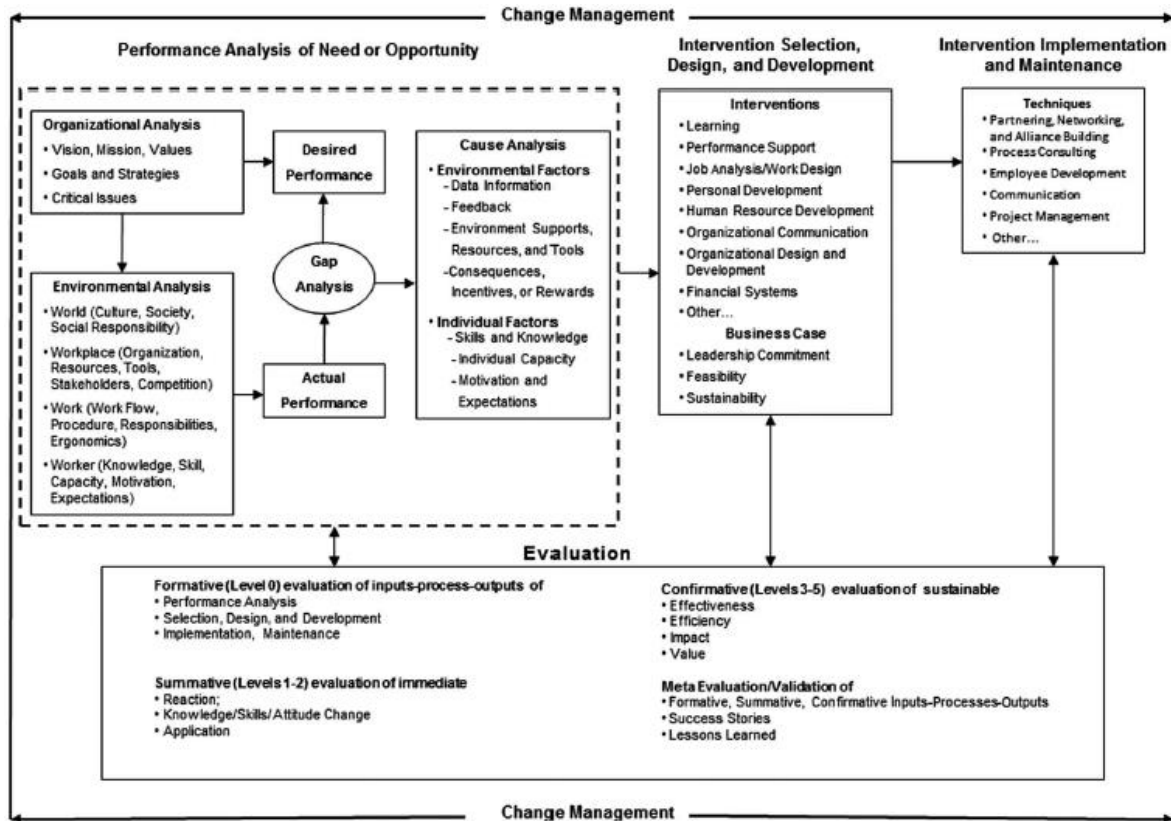 Change Management
Performance Analysis of Need or Opportunity
Intervention Selection,
Design, and Development
Intervention Implementation
and Maintenance
Organizational Analysis
• Vision, Mission, Values
• Goals and Strategies
• Critical Issues
Desired
Performance
Gap
Analysis
Environmental Analysis
• World (Culture, Society,
Social Responsibility)
• Workplace (Organization,
Resources, Tools,
Stakeholders, Competition)
• Work (Work Flow,
Procedure, Responsibilities,
Ergonomics)
• Worker (Knowledge, Skill,
Capacity, Motivation,
Expectations)
Actual
Performance
Cause Analysis
• Environmental Factors
- Data Information
- Feedback
- Environment Supports,
Resources, and Tools
- Consequences,
Incentives, or Rewards
• Individual Factors
- Skills and Knowledge
- Individual Capacity
- Motivation and
Expectations
Interventions
• Learning
• Performance Support
• Job Analysis/Work Design
• Personal Development
• Human Resource Development
• Organizational Communication
• Organizational Design and
Development
• Financial Systems
• Other...
Business Case
• Leadership Commitment
• Feasibility
• Sustainability
Techniques
• Partnering, Networking,
and Alliance Building
• Process Consulting
• Employee Development
• Communication
• Project Management
• Other...
Evaluation
Formative (Level 0) evaluation of inputs-process-outputs of
• Performance Analysis
• Selection, Design, and Development
• Implementation, Maintenance
Summative (Levels 1-2) evaluation of immediate
• Reaction;
• Knowledge/Skills/Attitude Change
• Application
Confirmative (Levels 3-5) evaluation of sustainable
• Effectiveness
• Efficiency
• Impact
• Value
Meta Evaluation/Validation of
• Formative, Summative, Confirmative Inputs-Processes-Outputs
• Success Stories
• Lessons Learned
Change Management